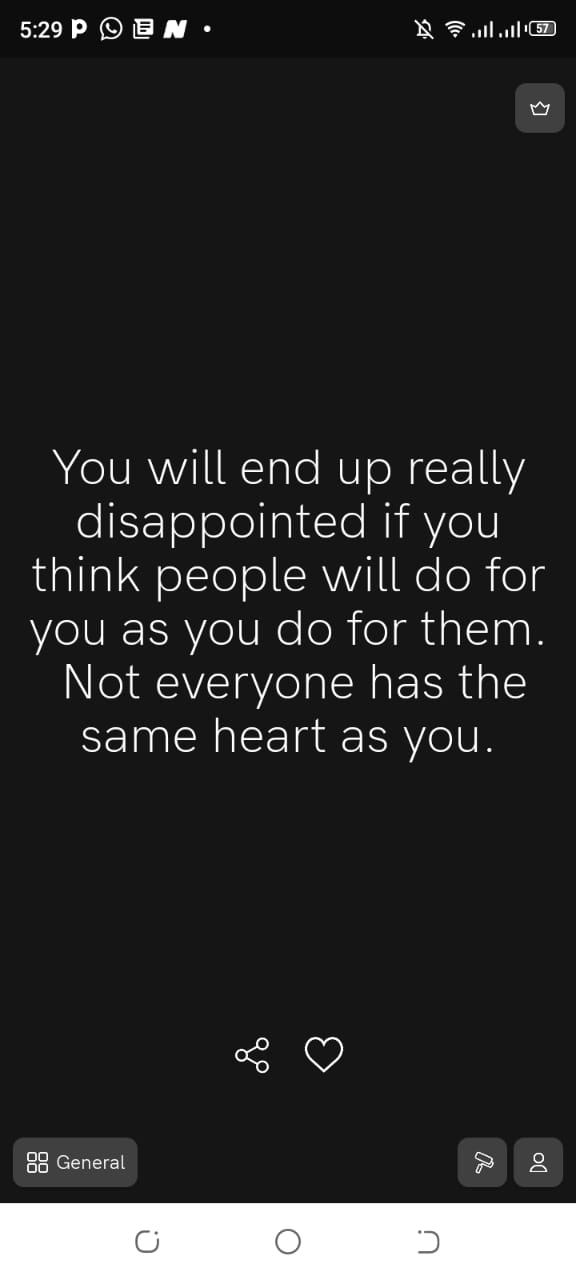 5:29
57
You will end up really
disappointed if you
think people will do for
you as you do for them.
Not everyone has the
same heart as you.
General